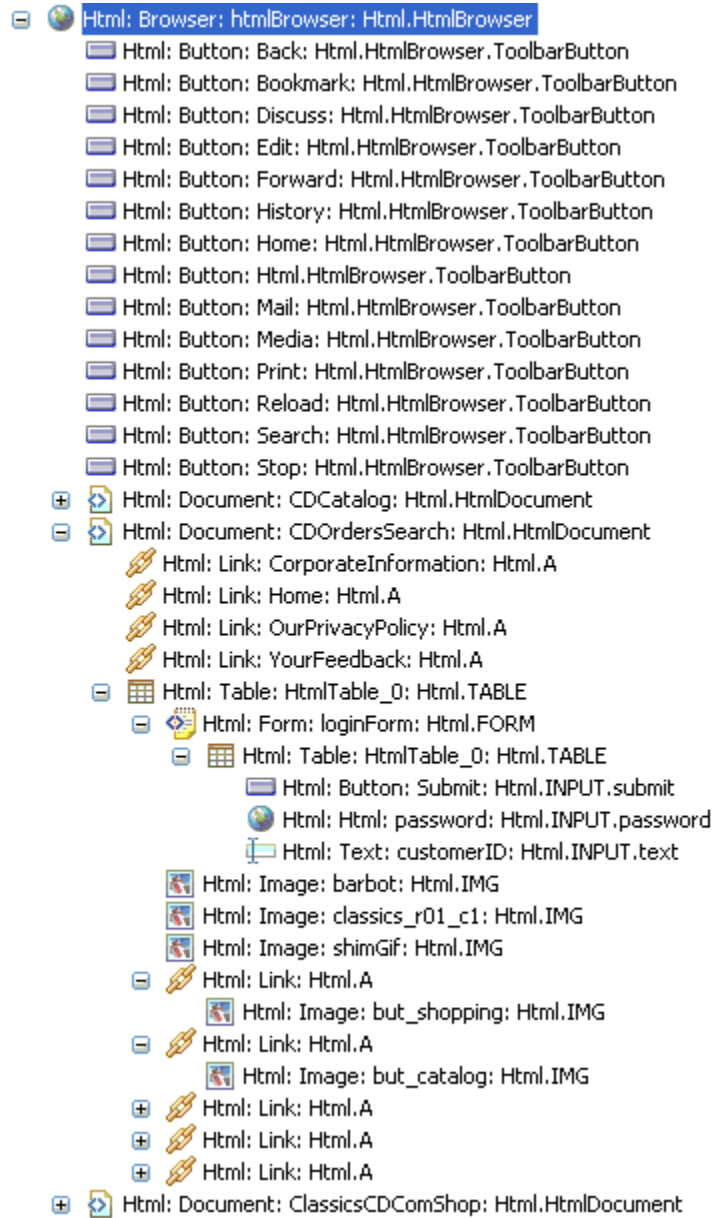 Html: Browser: htmlBrowser: Html.HtmlBrowser
Html: Button: Back: Html.HtmlBrowser.ToolbarButton
Html: Button: Bookmark: Html.HtmlBrowser.ToolbarButton
Html: Button: Discuss: Html.HtmlBrowser.ToolbarButton
Html: Button: Edit: Html.HtmlBrowser.ToolbarButton
Html: Button: Forward: Html.HtmlBrowser.ToolbarButton
Html: Button: History: Html.HtmlBrowser.ToolbarButton
Html: Button: Home: Html.HtmlBrowser.ToolbarButton
Html: Button: Html.HtmlBrowser.ToolbarButton
Html: Button: Mail: Html.HtmlBrowser.ToolbarButton
Html: Button: Media: Html.HtmlBrowser.ToolbarButton
Html: Button: Print: Html.HtmlBrowser.ToolbarButton
Html: Button: Reload: Html.HtmlBrowser.ToolbarButton
Html: Button: Search: Html.HtmlBrowser.ToolbarButton
Html: Button: Stop: Html.HtmlBrowser.ToolbarButton
Html: Document: CDCatalog: Html.HtmlDocument
Html: Document: CDOrdersSearch: Html.HtmlDocument
Html: Link: CorporateInformation: Html.A
Html: Link: Home: Html.A
Html: Link: OurPrivacyPolicy: Html.A
Html: Link: YourFeedback: Html.A
Html: Table: HtmlTable_0: Html.TABLE
Html: Form: loginForm: Html.FORM
Html: Table: HtmlTable_0: Html.TABLE
Html: Button: Submit: Html.INPUT.submit
Html: Html: password: Html.INPUT.password
Html: Text: customerID: Html.INPUT.text
Html: Image: barbot: Html.IMG
Html: Image: classics_r01_c1: Html.IMG
Html: Image: shimGif: Html.IMG
Html: Link: Html.A
Html: Image: but_shopping: Html.IMG
Html: Link: Html.A
Html: Image: but_catalog: Html.IMG
Html: Link: Html.A
Html: Link: Html.A
Html: Link: Html.A
Html: Document: ClassicsCDComShop: Html.HtmlDocument